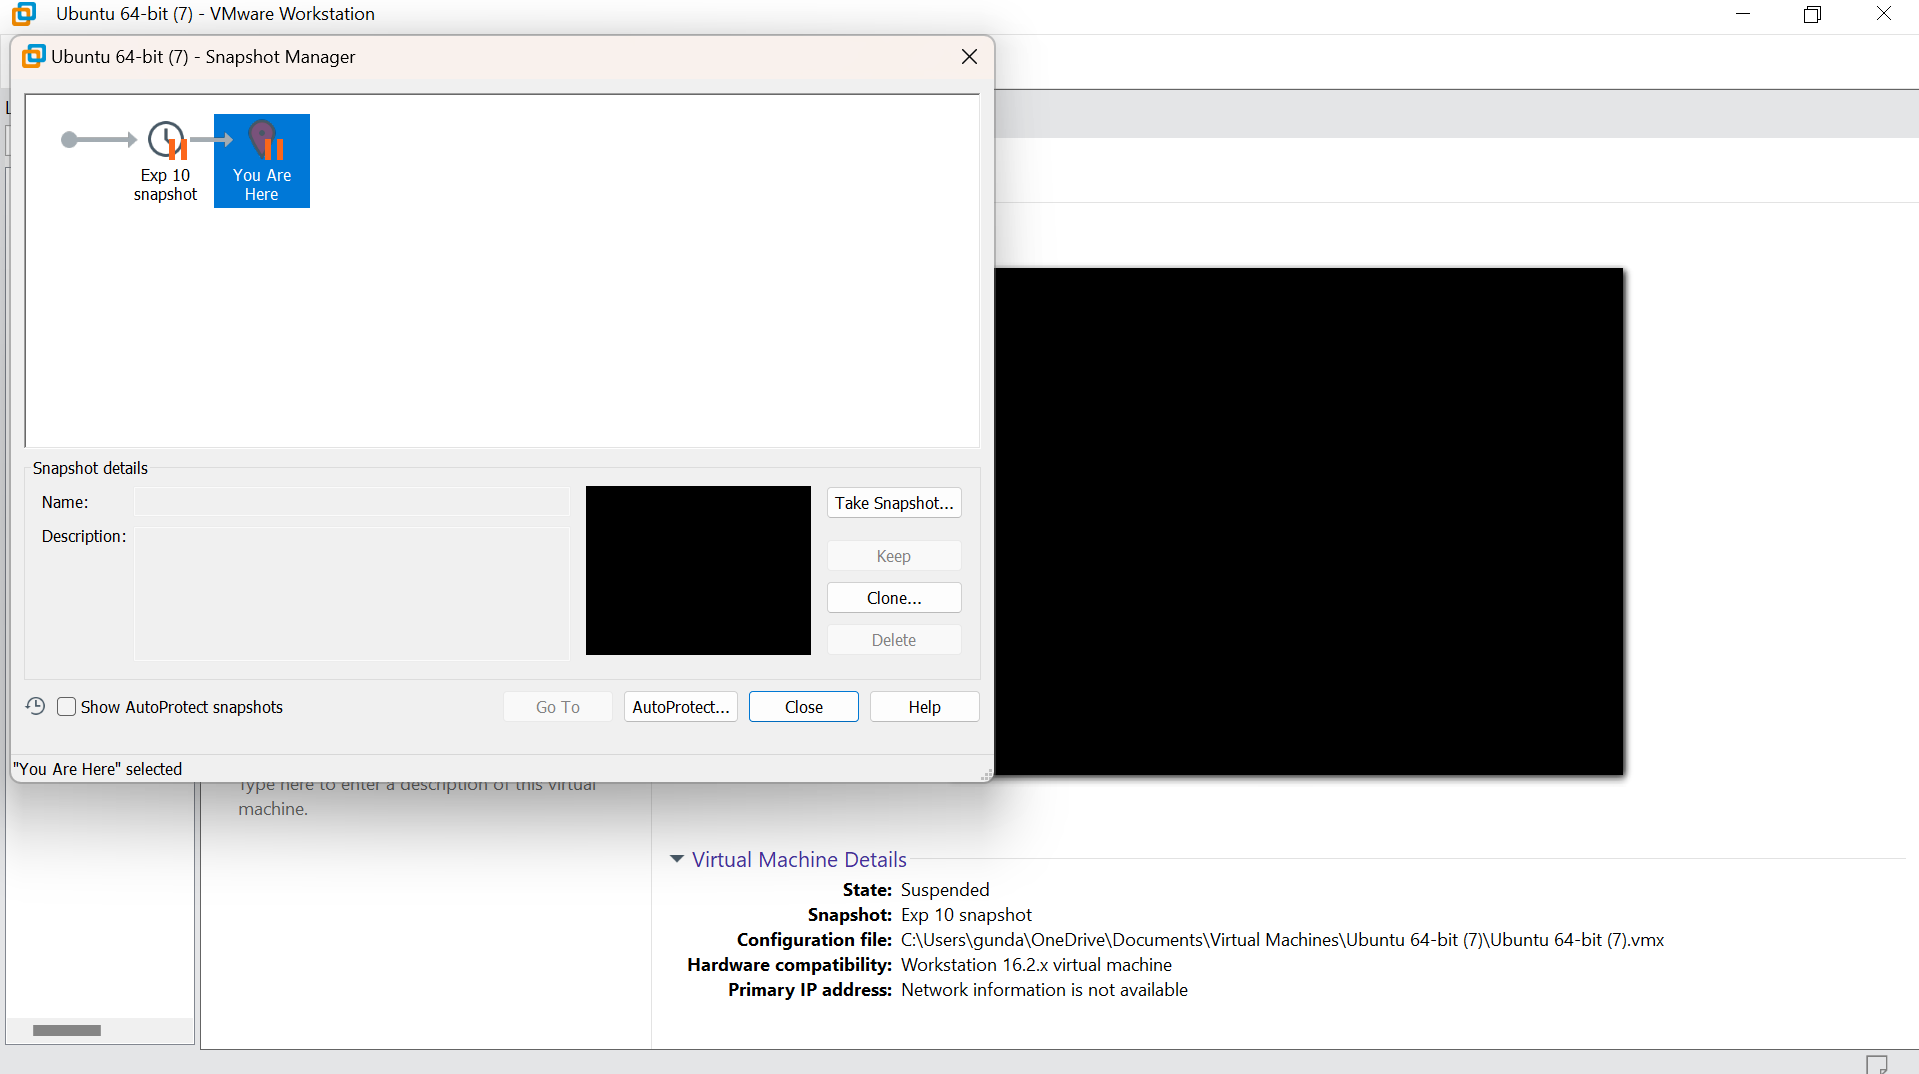 Ubuntu 64-bit (7) - VMware Workstation
Ubuntu 64-bit (7) - Snapshot Manager
Exp 10
snapshot
You Are
Here
Snapshot details
Name:
Description:
Take Snapshot...
Keep
Clone...
Delete
Show AutoProtect snapshots
Go To
AutoProtect...
Close
Help
"You Are Here" selected
Type here to enter a description of this virtual
machine.
Virtual Machine Details
State: Suspended
Snapshot: Exp 10 snapshot
Configuration file: C:\Users\gunda\OneDrive\Documents\Virtual Machines\Ubuntu 64-bit (7)\Ubuntu 64-bit (7).vmx
Hardware compatibility: Workstation 16.2.x virtual machine
Primary IP address: Network information is not available